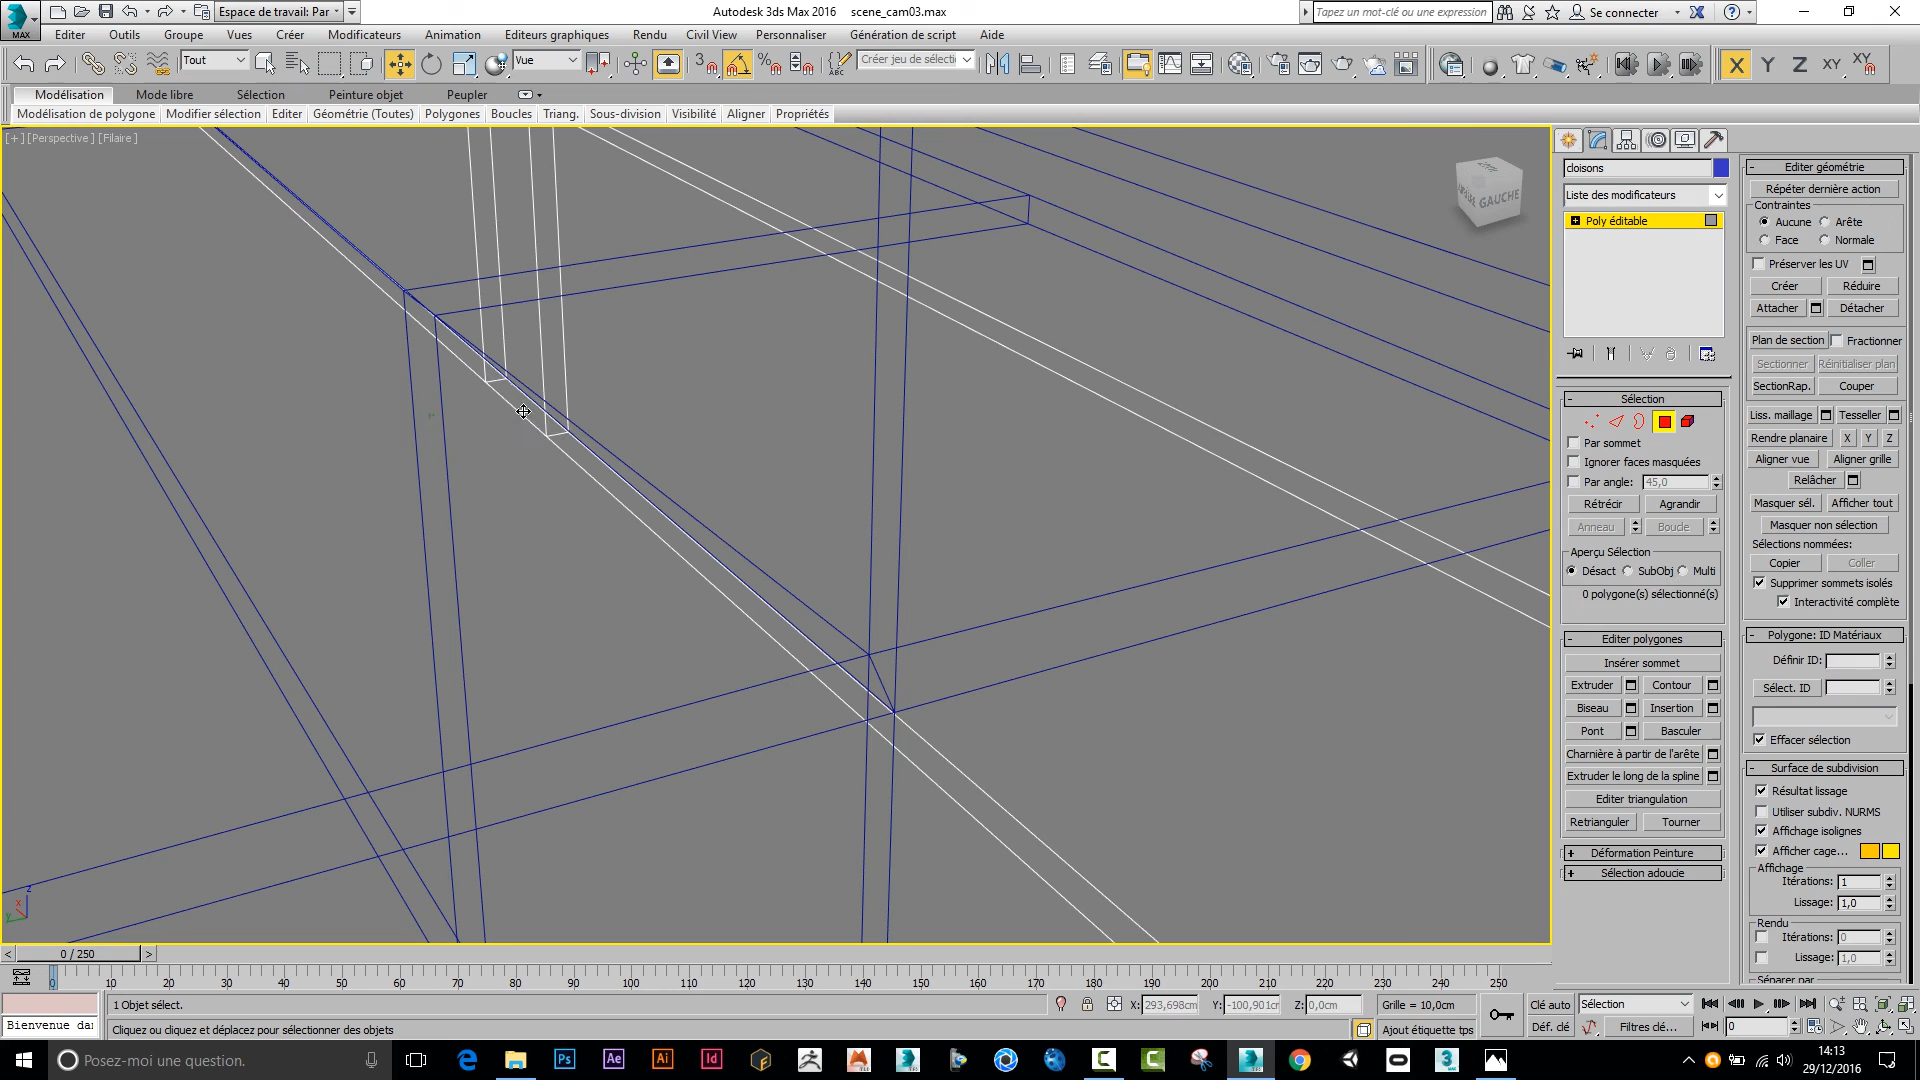 Espace de travail: Par
Autodesk 3ds Max 2016 scene_cam03.max
Tapez un mot-clé ou une expression
Se connecter
MAX
Editer Outils Groupe Vues Créer Modificateurs Animation Editeurs graphiques Rendu Civil View Personnaliser Génération de script Aide
Tout
Vue
Créer jeu de sélecti
X Y Z XY XY
Modélisation Mode libre Sélection Peinture objet Peupler
Modélisation de polygone Modifier sélection Editer Géométrie (Toutes) Polygones Boucles Triang. Sous-division Visibilité Aligner Propriétés
[+] [Perspective ] [Filaire ]
GAUCHE
cloisons
Liste des modificateurs
Poly éditable
Sélection
Par sommet
Ignorer faces masquées
Par angle: 45,0
Rétrécir Agrandir
Anneau Boucle
Aperçu Sélection
Désact SubObj Multi
0 polygone(s) sélectionné(s)
Editer polygones
Insérer sommet
Extruder Contour
Biseau Insertion
Pont Basculer
Charnière à partir de l'arête
Extruder le long de la spline
Editer triangulation
Retrianguler Tourner
Déformation Peinture
Sélection adoucie
Editer géométrie
Répéter dernière action
Contraintes
Aucune Arête
Face Normale
Préserver les UV
Créer Réduire
Attacher Détacher
Plan de section Fractionner
Sectionner Réinitialiser plan
SectionRap. Couper
Liss. maillage Tesseller
Rendre planaire X Y Z
Aligner vue Aligner grille
Relâcher
Masquer sél. Afficher tout
Masquer non sélection
Sélections nommées:
Copier Coller
Supprimer sommets isolés
Interactivité complète
Polygone: ID Matériaux
Définir ID:
Sélect. ID
Effacer sélection
Surface de subdivision
Résultat lissage
Utiliser subdiv. NURMS
Affichage isolignes
Afficher cage...
Affichage
Itérations: 1
Lissage: 1,0
Rendu
Itérations: 0
Lissage: 1,0
Séparer par
z
x
y
0 / 250
0 10 20 30 40 50 60 70 80 90 100 110 120 130 140 150 160 170 180 190 200 210 220 230 240 250
1 Objet sélect.
X: 293,698cm Y: -100,901cm Z: 0,0cm Grille = 10,0cm
Clé auto Sélection
Bienvenue da
Cliquez ou cliquez et déplacez pour sélectionner des objets
Ajout étiquette tps
Déf. clé Filtres clé...
0
Posez-moi une question.
Ps Ae Ai Id
14:13
29/12/2016